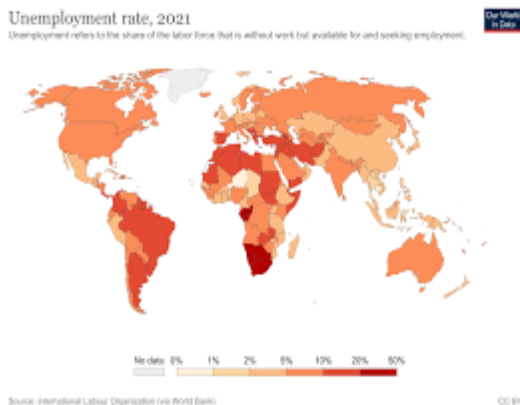 Unemployment rate, 2021
Our World
in Data
Unemployment refers to the share of the labor force that is without work but available for and seeking employment.
No data 0% 1% 2% 5% 10% 20% 50%
Source: International Labour Organization (via World Bank)
CC BY